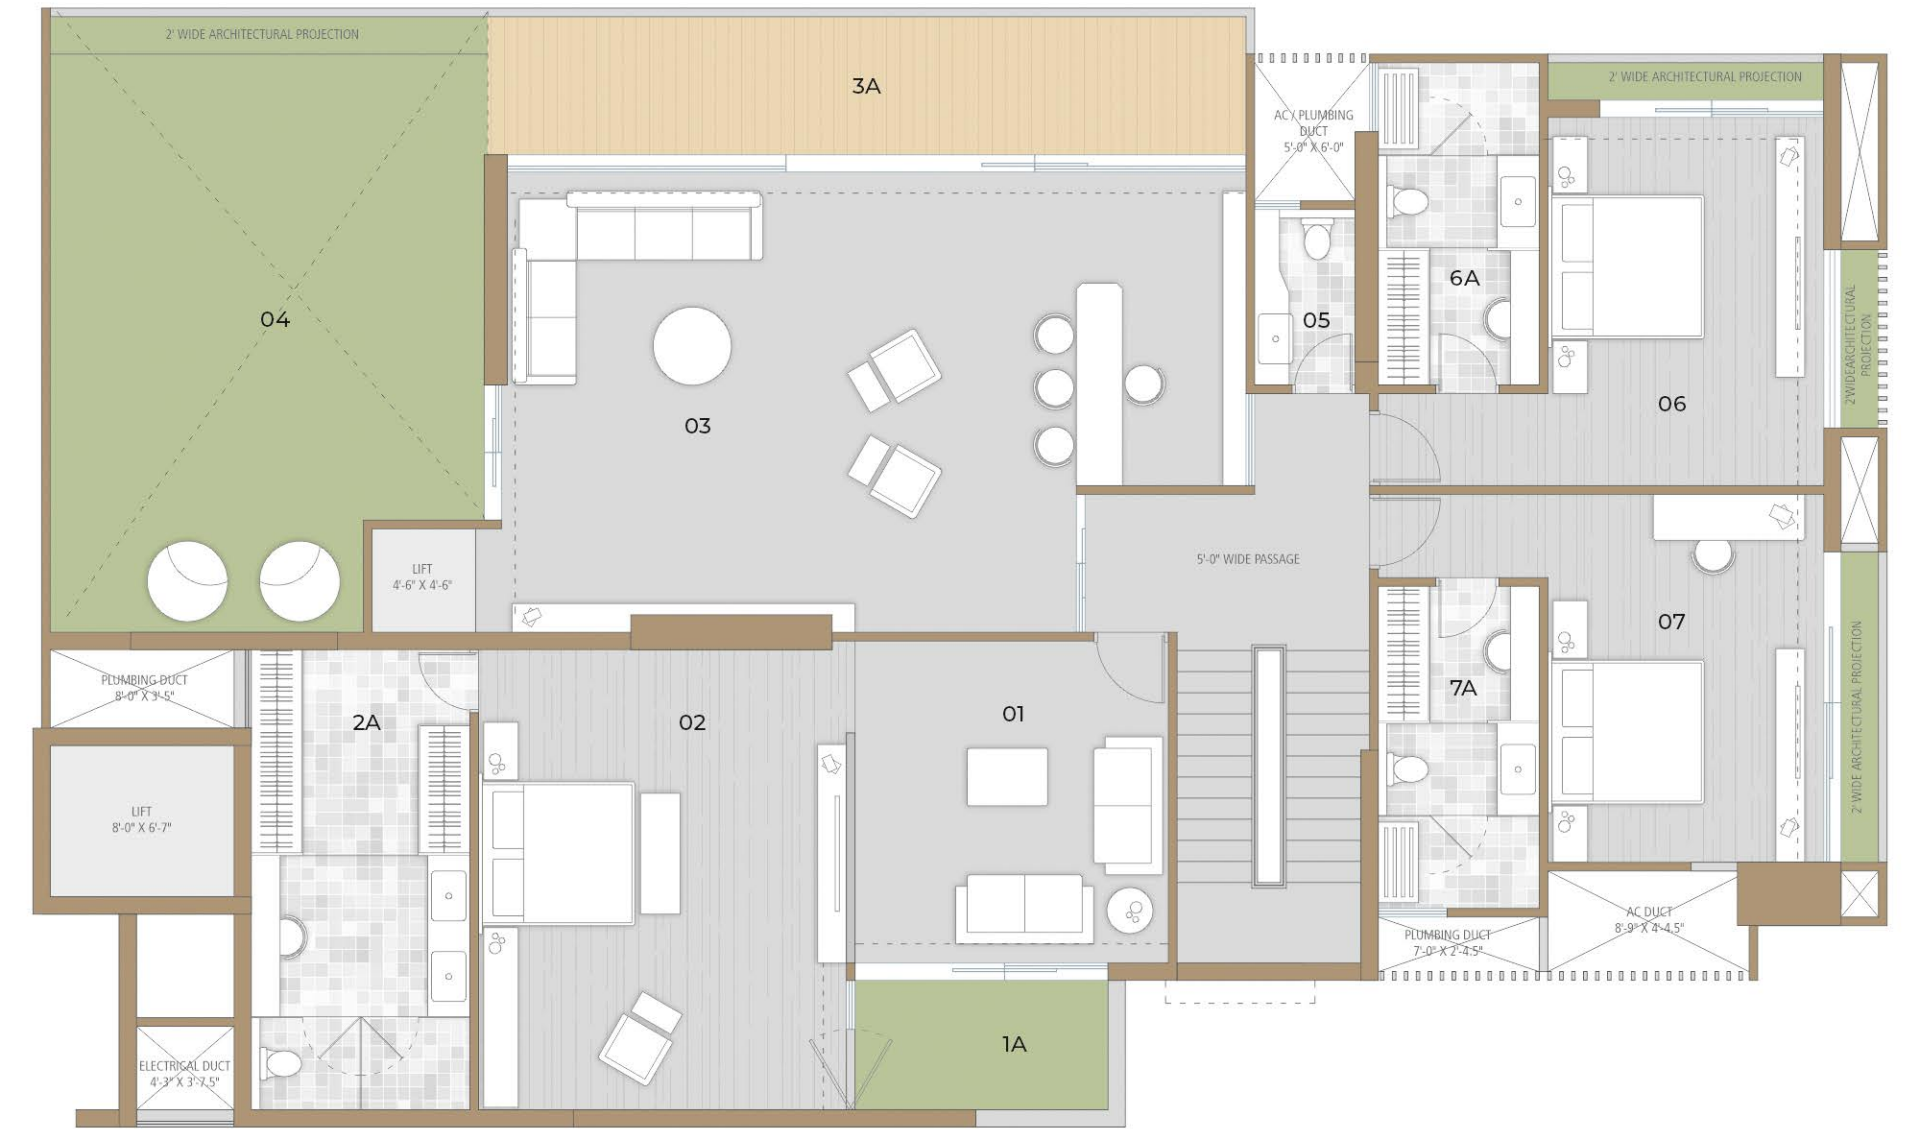 2' WIDE ARCHITECTURAL PROJECTION
3A
2' WIDE ARCHITECTURAL PROJECTION
AC / PLUMBING
DUCT
5'-0" X 6'-0"
6A
04
05
2'WIDEARCHITECTURAL
PROJECTION
03
06
LIFT
4'-6" X 4'-6"
5'-0" WIDE PASSAGE
07
PLUMBING DUCT
8'-0" X 3'-5"
2A
02
01
7A
2' WIDE ARCHITECTURAL PROJECTION
LIFT
8'-0" X 6'-7"
AC DUCT
8'-9" X 4'-4.5"
PLUMBING DUCT
7'-0" X 2'-4.5"
1A
ELECTRICAL DUCT
4'-3" X 3'-7.5"